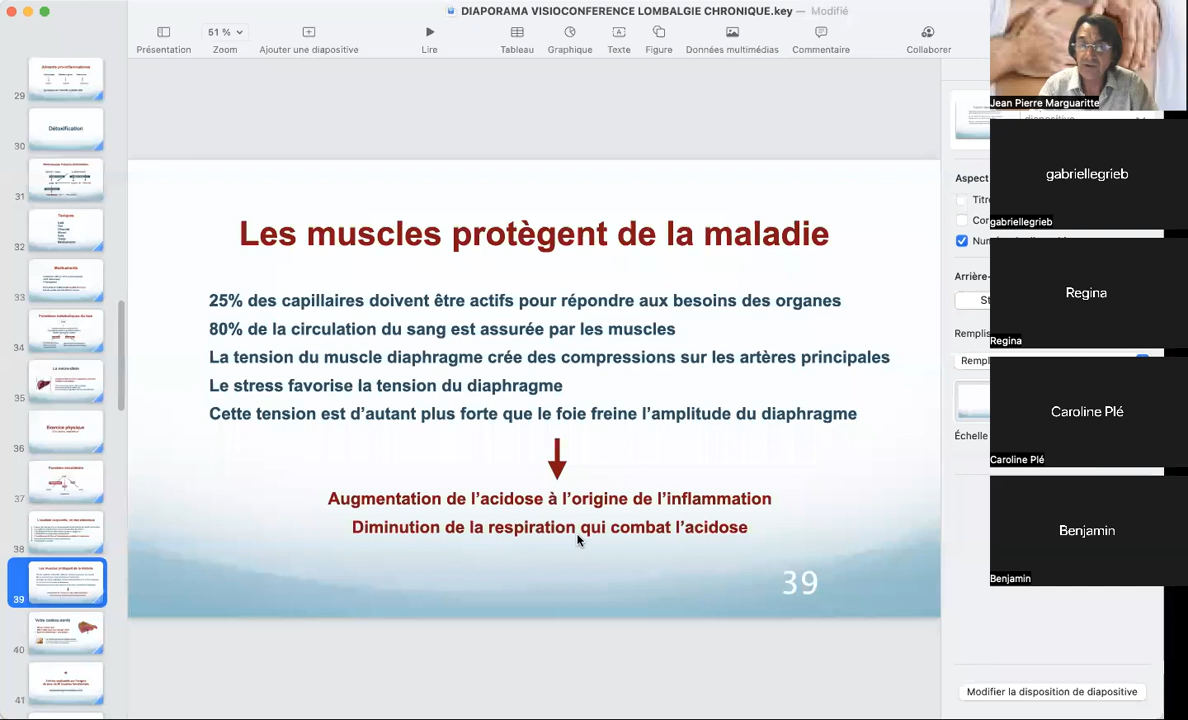 DIAPORAMA VISIOCONFERENCE LOMBALGIE CHRONIQUE.key — Modifié
51 %
Présentation
Zoom
Ajouter une diapositive
Lire
Tableau
Graphique
Texte
Figure
Données multimédias
Commentaire
Collaborer
29
30
Détoxification
31
32
Toxiques
33
Médicaments
34
35
36
Exercice physique
37
38
39
40
41
Les muscles protègent de la maladie
25% des capillaires doivent être actifs pour répondre aux besoins des organes
80% de la circulation du sang est assurée par les muscles
La tension du muscle diaphragme crée des compressions sur les artères principales
Le stress favorise la tension du diaphragme
Cette tension est d’autant plus forte que le foie freine l’amplitude du diaphragme
Augmentation de l’acidose à l’origine de l’inflammation
Diminution de la respiration qui combat l’acidose
39
Jean Pierre Marguaritte
diapositive
Aspect
gabriellegrieb
gabriellegrieb
Regina
Regina
Caroline Plé
Caroline Plé
Benjamin
Benjamin
Échelle
Modifier la disposition de diapositive